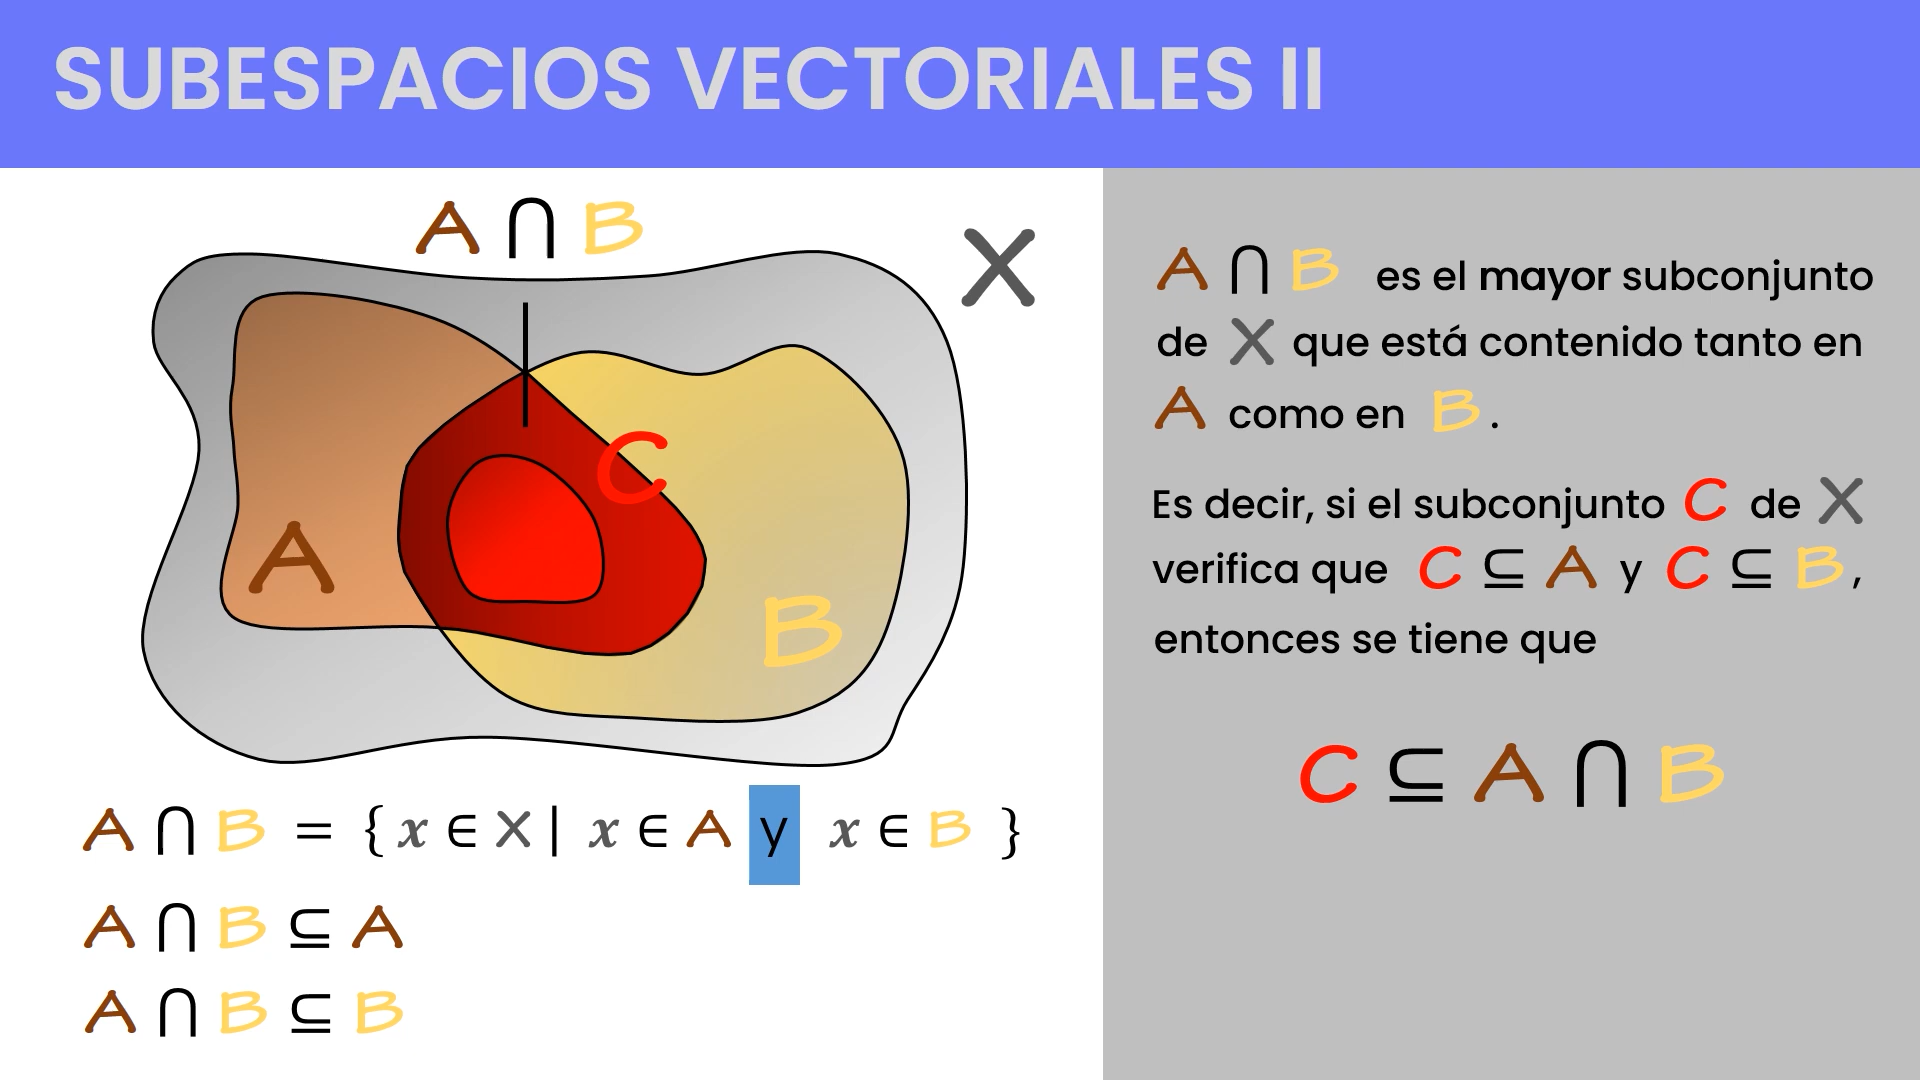 SUBESPACIOS VECTORIALES II
A ∩ B
X
C
A
B
A ∩ B = { x ∈ X | x ∈ A y x ∈ B }
A ∩ B ⊆ A
A ∩ B ⊆ B
A ∩ B es el mayor subconjunto
de X que está contenido tanto en
A como en B .
Es decir, si el subconjunto C de X
verifica que C ⊆ A y C ⊆ B ,
entonces se tiene que
C ⊆ A ∩ B